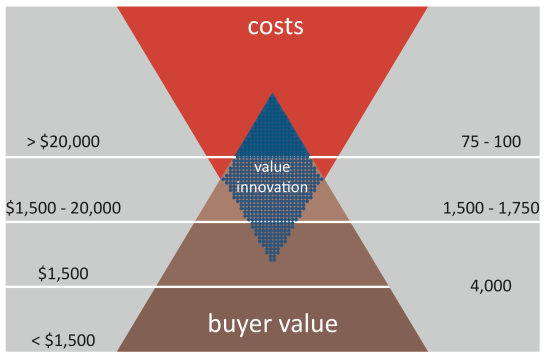 costs
> $20,000
75 - 100
value
innovation
$1,500 - 20,000
1,500 - 1,750
$1,500
4,000
buyer value
< $1,500